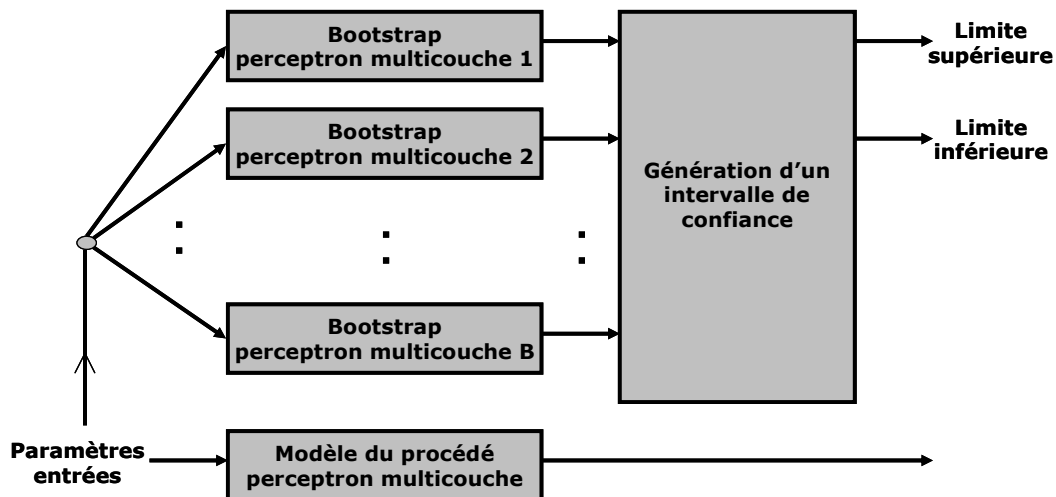 Bootstrap
perceptron multicouche 1
Limite
supérieure
Bootstrap
perceptron multicouche 2
Limite
inférieure
Génération d'un
intervalle de
confiance
:
:
:
Bootstrap
perceptron multicouche B
Paramètres
entrées
Modèle du procédé
perceptron multicouche